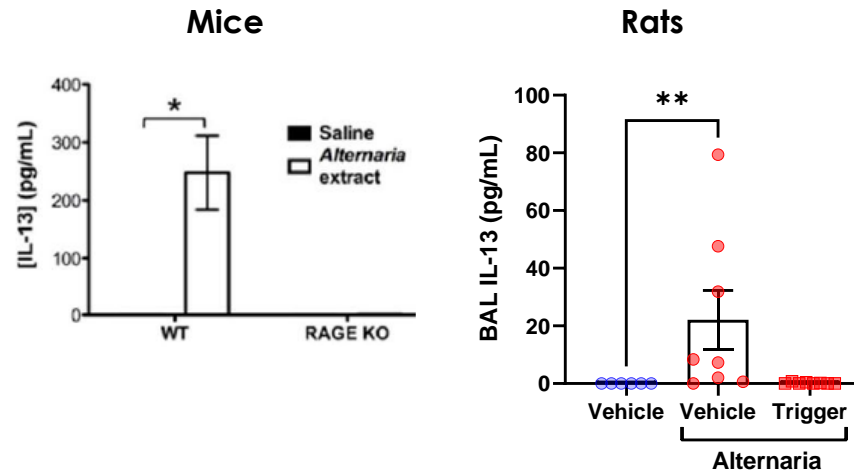 Mice
[IL-13] (pg/mL)
400
300
200
100
0
*
Saline
Alternaria
extract
WT
RAGE KO
Rats
BAL IL-13 (pg/mL)
100
80
60
40
20
0
**
Vehicle
Vehicle
Trigger
Alternaria